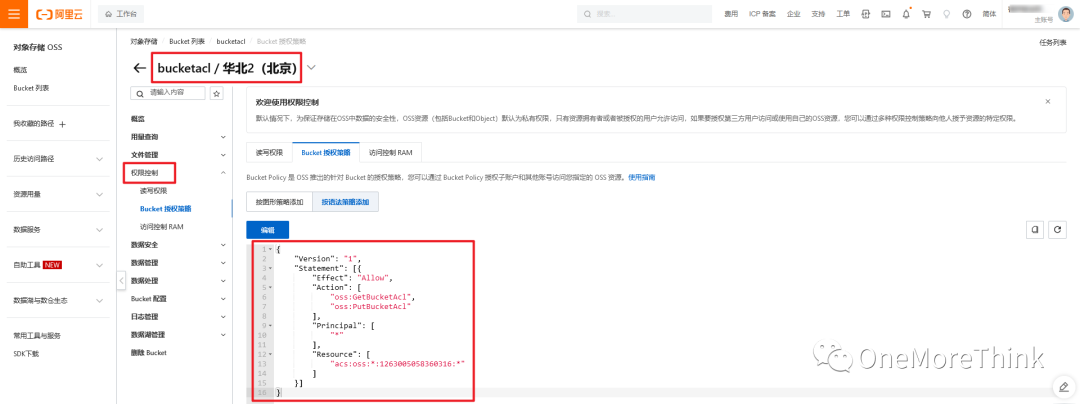 阿里云
工作台
搜索...
费用 ICP 备案 企业 支持 工单 简体
主账号
对象存储 OSS
概览
Bucket 列表
我收藏的路径
历史访问路径
资源用量
数据服务
自助工具 NEW
数据湖与数仓生态
常用工具与服务
SDK下载
对象存储 / Bucket 列表 / bucketacl / Bucket 授权策略
任务列表
bucketacl / 华北2（北京）
请输入内容
概览
用量查询
文件管理
权限控制
读写权限
Bucket 授权策略
访问控制 RAM
数据安全
数据管理
数据处理
Bucket 配置
日志管理
数据湖管理
删除 Bucket
欢迎使用权限控制
默认情况下，为保证存储在OSS中数据的安全性，OSS资源（包括Bucket和Object）默认为私有权限，只有资源拥有者或者被授权的用户允许访问，如果要授权第三方用户访问或使用自己的OSS资源，您可以通过多种权限控制策略向他人授予资源的特定权限。
读写权限 Bucket 授权策略 访问控制 RAM
Bucket Policy 是 OSS 推出的针对 Bucket 的授权策略，您可以通过 Bucket Policy 授权子账户和其他账号访问您指定的 OSS 资源。使用指南
按图形策略添加 按语法策略添加
编辑
1 {
2 "Version": "1",
3 "Statement": [{
4 "Effect": "Allow",
5 "Action": [
6 "oss:GetBucketAcl",
7 "oss:PutBucketAcl"
8 ],
9 "Principal": [
10 "*"
11 ],
12 "Resource": [
13 "acs:oss:*:1263005058360316:*"
14 ]
15 }]
16 }
OneMoreThink